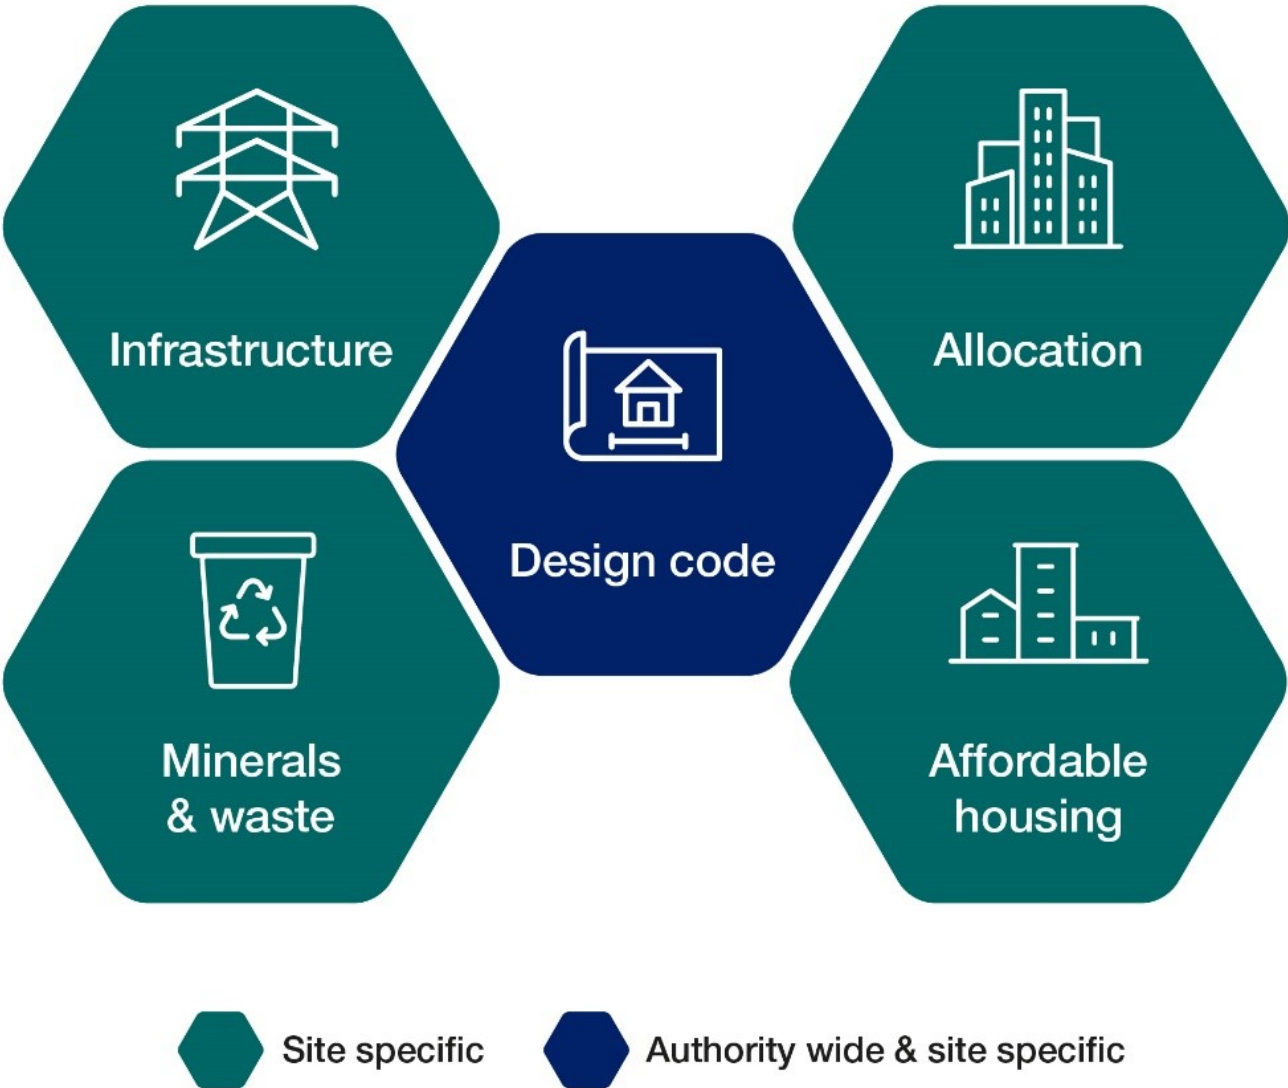 Infrastructure
Allocation
Design code
Minerals
& waste
Affordable
housing
Site specific
Authority wide & site specific